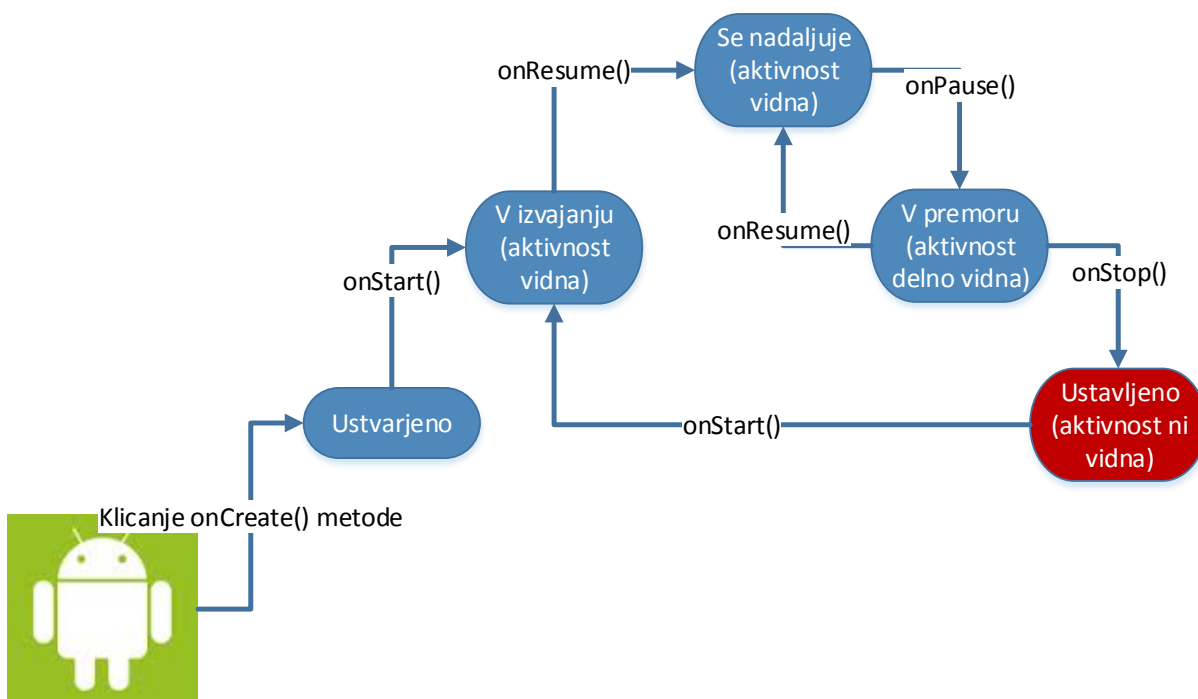 Se nadaljuje
(aktivnost
vidna)
onResume()
onPause()
V izvajanju
(aktivnost
vidna)
V premoru
(aktivnost
delno vidna)
onResume()
onStart()
onStop()
Ustvarjeno
Ustavljeno
(aktivnost ni
vidna)
onStart()
Klicanje onCreate() metode